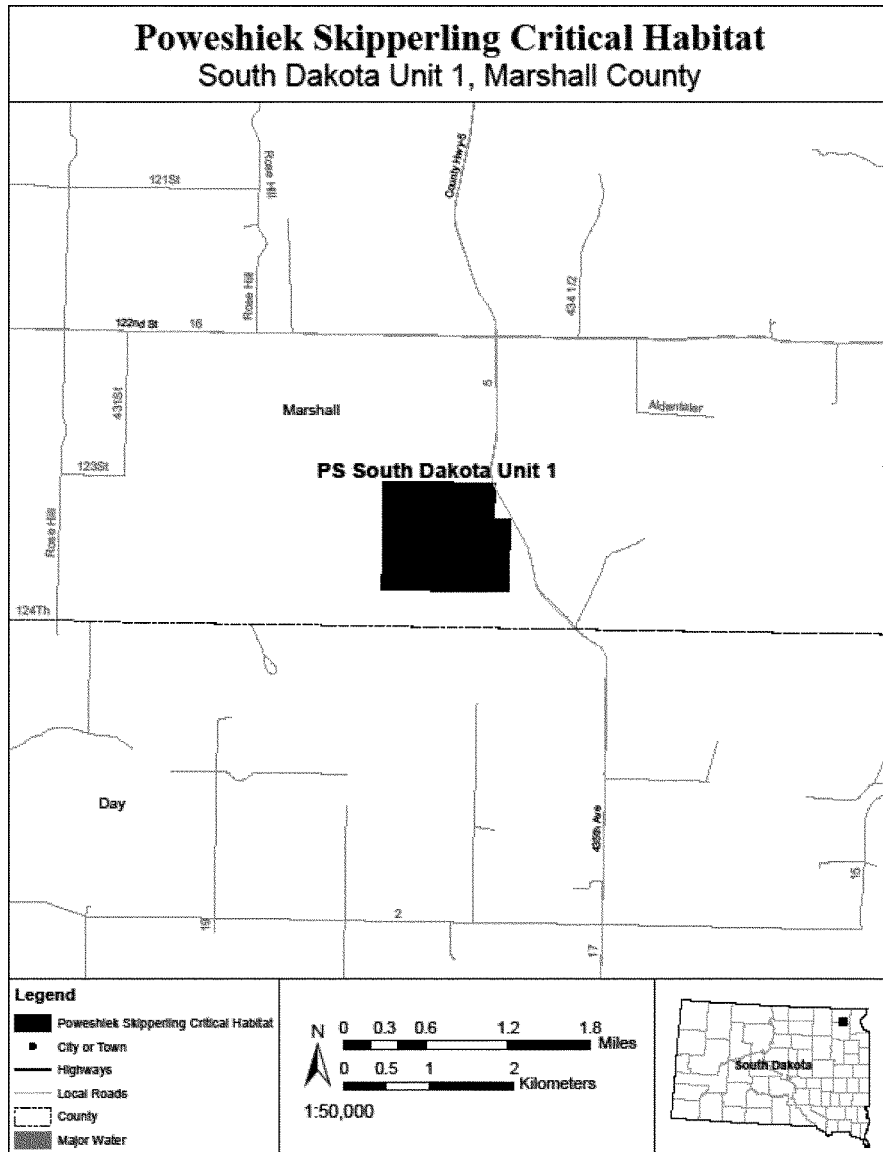 Poweshiek Skipperling Critical Habitat
South Dakota Unit 1, Marshall County
121St
Rose Hill
County Hwy-5
Rose Hill
434 1/2
122nd St
16
5
431St
Marshall
123St
PS South Dakota Unit 1
Rose Hill
124Th
Day
435th Ave
15
19
2
17
Legend
Poweshiek Skipperling Critical Habitat
City or Town
Highways
Local Roads
County
Major Water
N
0 0.3 0.6 1.2 1.8
Miles
0 0.5 1 2
Kilometers
1:50,000
South Dakota